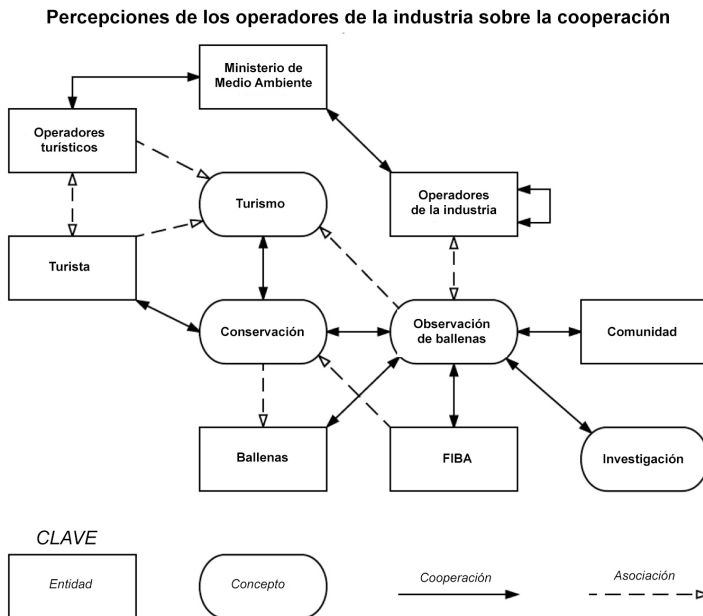 Percepciones de los operadores de la industria sobre la cooperación
Ministerio de
Medio Ambiente
Operadores
turísticos
Turismo
Operadores
de la industria
Turista
Conservación
Observación
de ballenas
Comunidad
Ballenas
FIBA
Investigación
CLAVE
Entidad
Concepto
Cooperación
Asociación